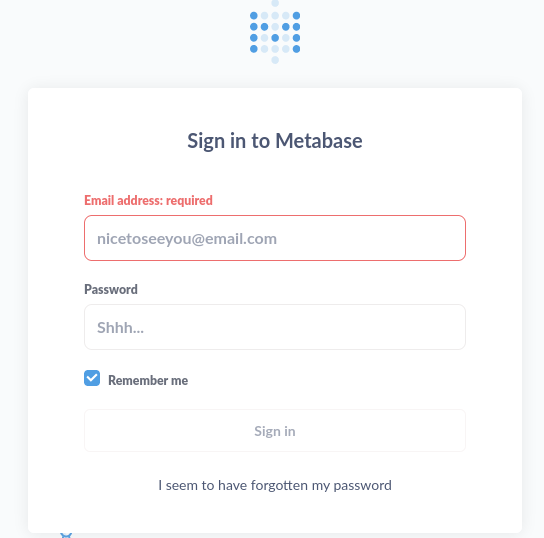 Sign in to Metabase
Email address: required
nicetoseeyou@email.com
Password
Shhh...
Remember me
Sign in
I seem to have forgotten my password